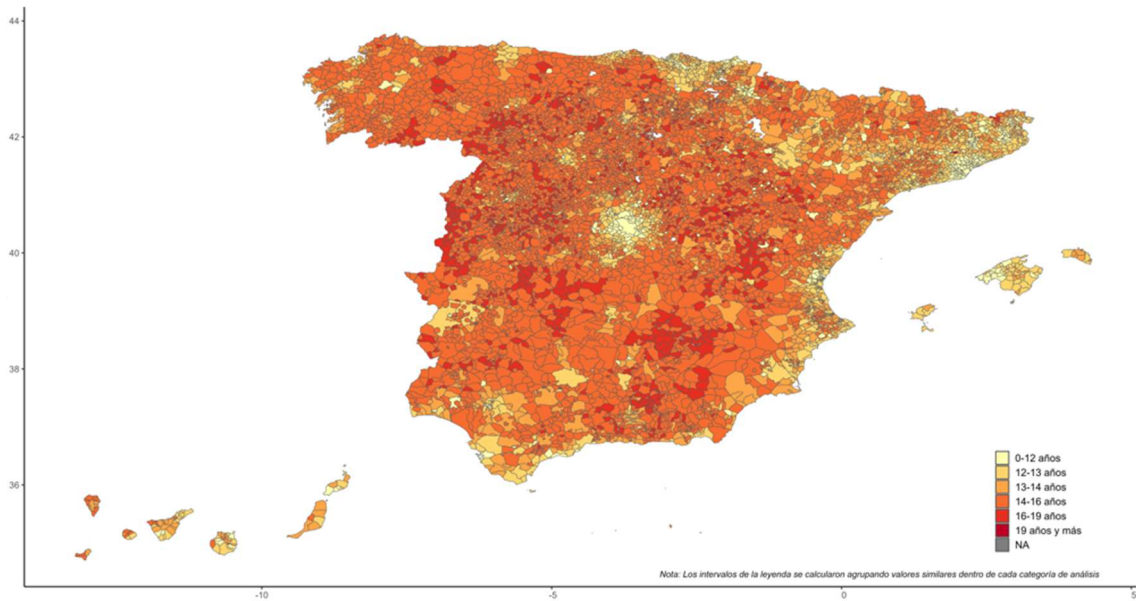 44
42
40
38
36
0-12 años
12-13 años
13-14 años
14-16 años
16-19 años
19 años y más
NA
Nota: Los intervalos de la leyenda se calcularon agrupando valores similares dentro de cada categoría de análisis
-10
-5
0
5